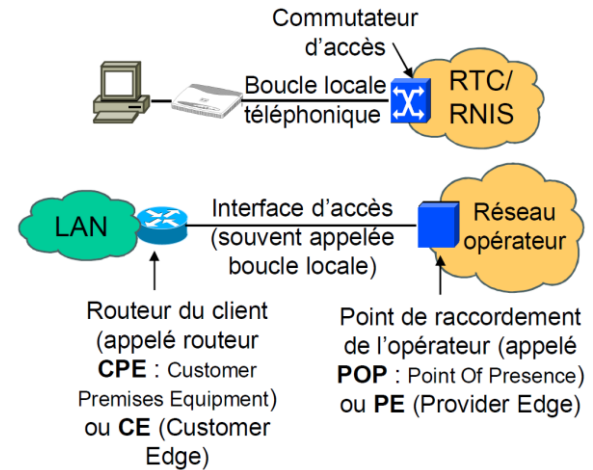 Commutateur
d'accès
Boucle locale
téléphonique
RTC/
RNIS
LAN
Interface d'accès
(souvent appelée
boucle locale)
Réseau
opérateur
Routeur du client
(appelé routeur
CPE : Customer
Premises Equipment)
ou CE (Customer
Edge)
Point de raccordement
de l'opérateur (appelé
POP : Point Of Presence)
ou PE (Provider Edge)